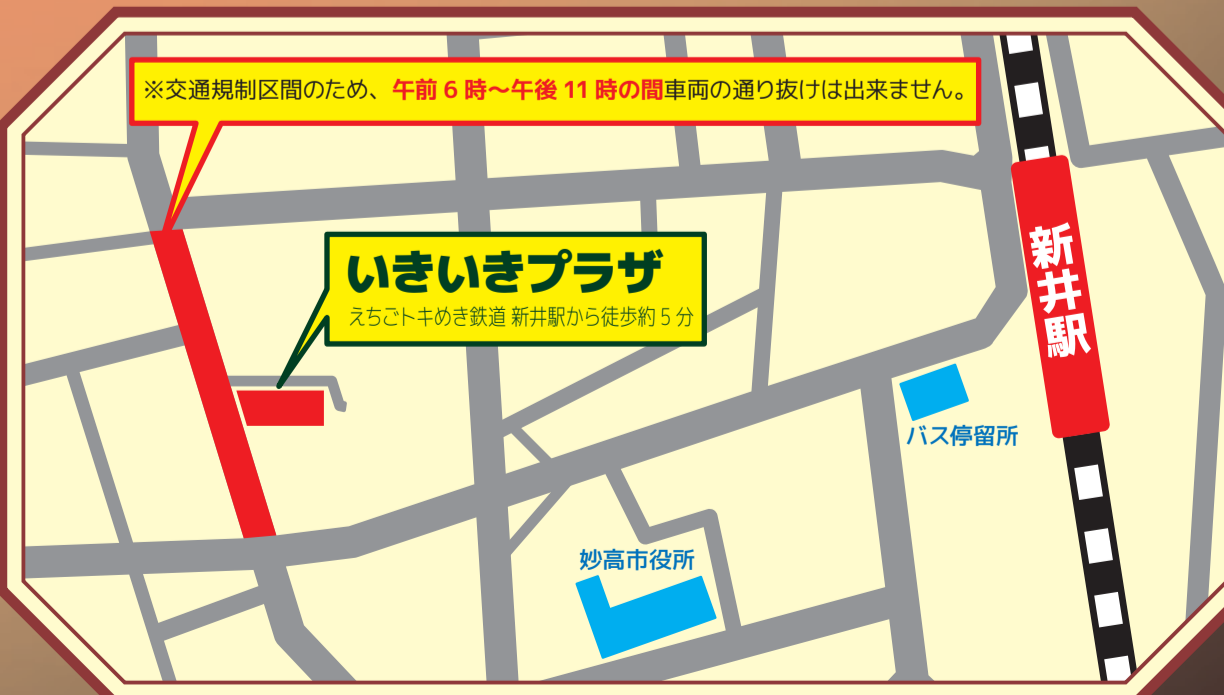 ※交通規制区間のため、午前6時～午後11時の間車両の通り抜けは出来ません。
いきいきプラザ
えちごトキめき鉄道 新井駅から徒歩約5分
新井駅
バス停留所
妙高市役所